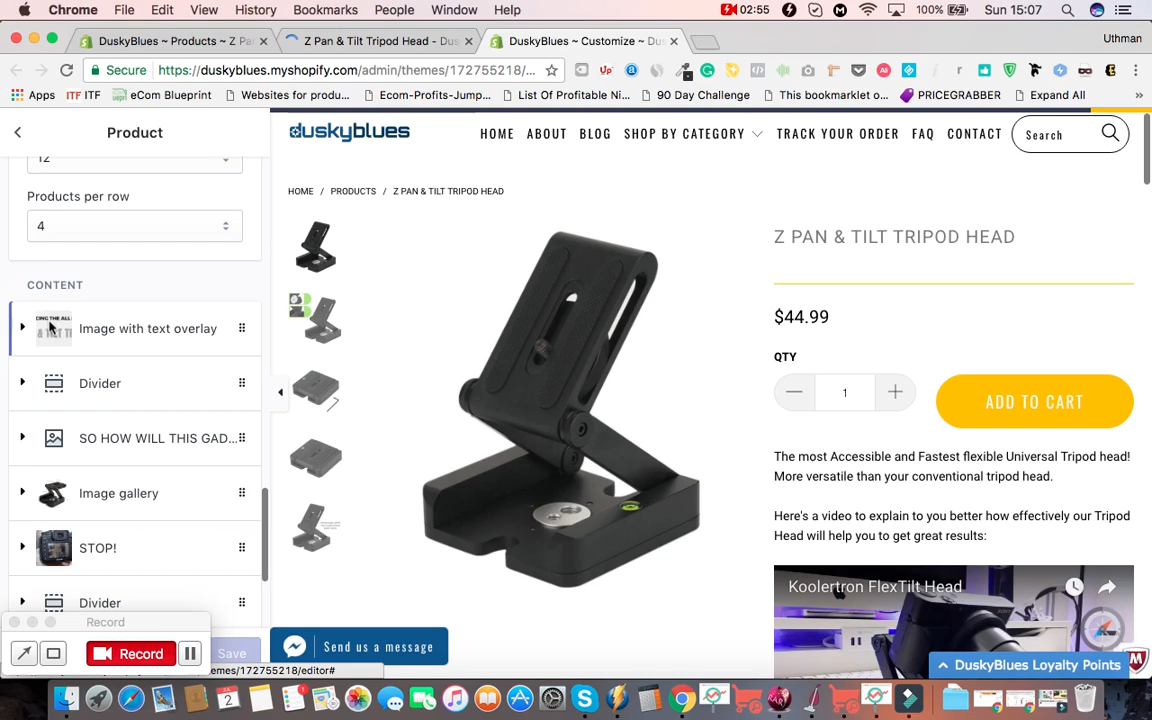 Chrome File Edit View History Bookmarks People Window Help 02:55 100% Sun 15:07
DuskyBlues ~ Products ~ Z Pa Z Pan & Tilt Tripod Head - Dus DuskyBlues ~ Customize ~ Du Uthman
Secure https://duskyblues.myshopify.com/admin/themes/172755218/...
Apps ITF ITF eCom Blueprint Websites for produ... Ecom-Profits-Jump... List Of Profitable Ni... 90 Day Challenge This bookmarklet o... PRICEGRABBER Expand All »
Product
12
Products per row
4
CONTENT
Image with text overlay
Divider
SO HOW WILL THIS GAD...
Image gallery
STOP!
Divider
Record
Record
Save
emes/172755218/editor#
duskyblues HOME ABOUT BLOG SHOP BY CATEGORY TRACK YOUR ORDER FAQ CONTACT Search
HOME / PRODUCTS / Z PAN & TILT TRIPOD HEAD
Z PAN & TILT TRIPOD HEAD
$44.99
QTY
1
ADD TO CART
The most Accessible and Fastest flexible Universal Tripod head!
More versatile than your conventional tripod head.
Here's a video to explain to you better how effectively our Tripod
Head will help you to get great results:
Koolertron FlexTilt Head
Send us a message
DuskyBlues Loyalty Points